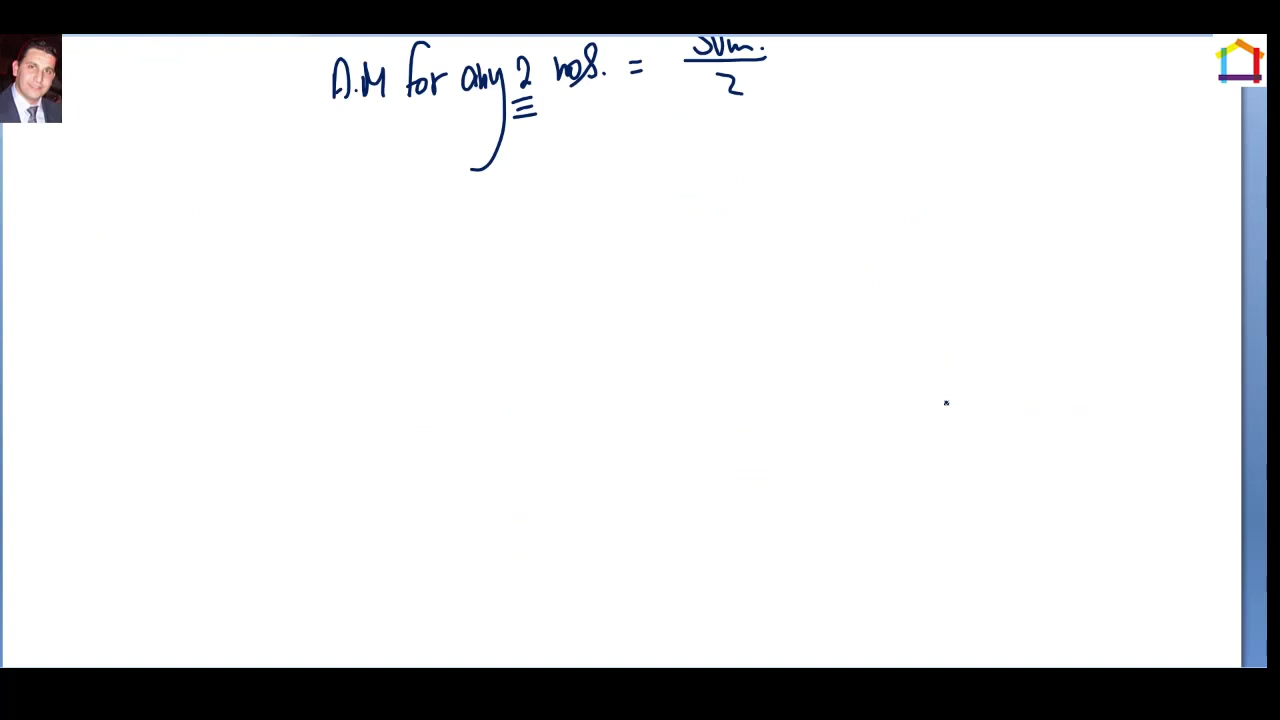 A.M for any 2 nos. = sum. / 2